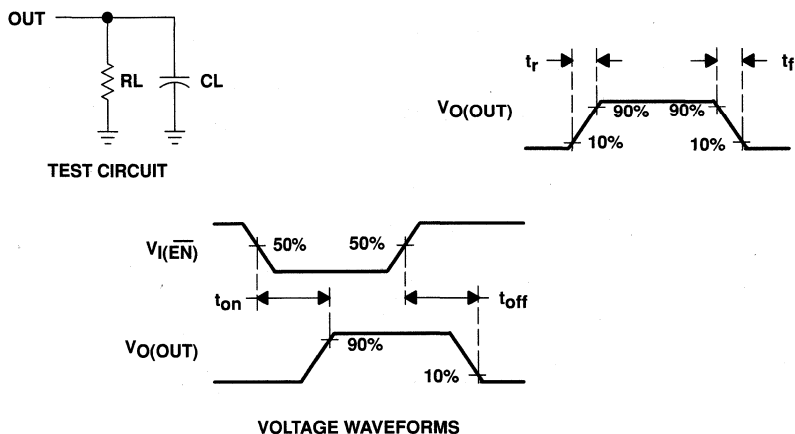 OUT
RL
CL
TEST CIRCUIT
tr
tf
VO(OUT)
90%
90%
10%
10%
VI(EN)
50%
50%
ton
toff
VO(OUT)
90%
10%
VOLTAGE WAVEFORMS